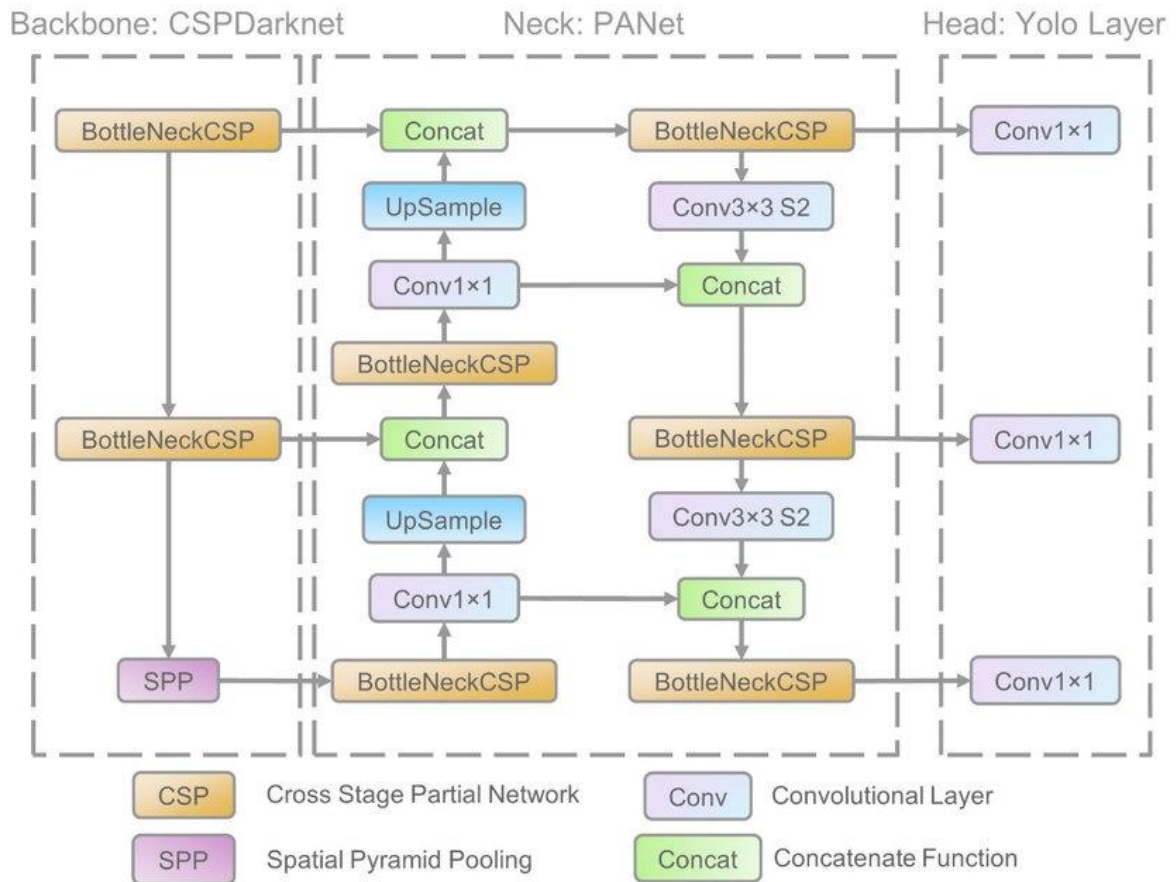 Backbone: CSPDarknet
Neck: PANet
Head: Yolo Layer
BottleNeckCSP
Concat
BottleNeckCSP
Conv1×1
UpSample
Conv3×3 S2
Conv1×1
Concat
BottleNeckCSP
BottleNeckCSP
Concat
BottleNeckCSP
Conv1×1
UpSample
Conv3×3 S2
Conv1×1
Concat
SPP
BottleNeckCSP
BottleNeckCSP
Conv1×1
CSP
Cross Stage Partial Network
Conv
Convolutional Layer
SPP
Spatial Pyramid Pooling
Concat
Concatenate Function